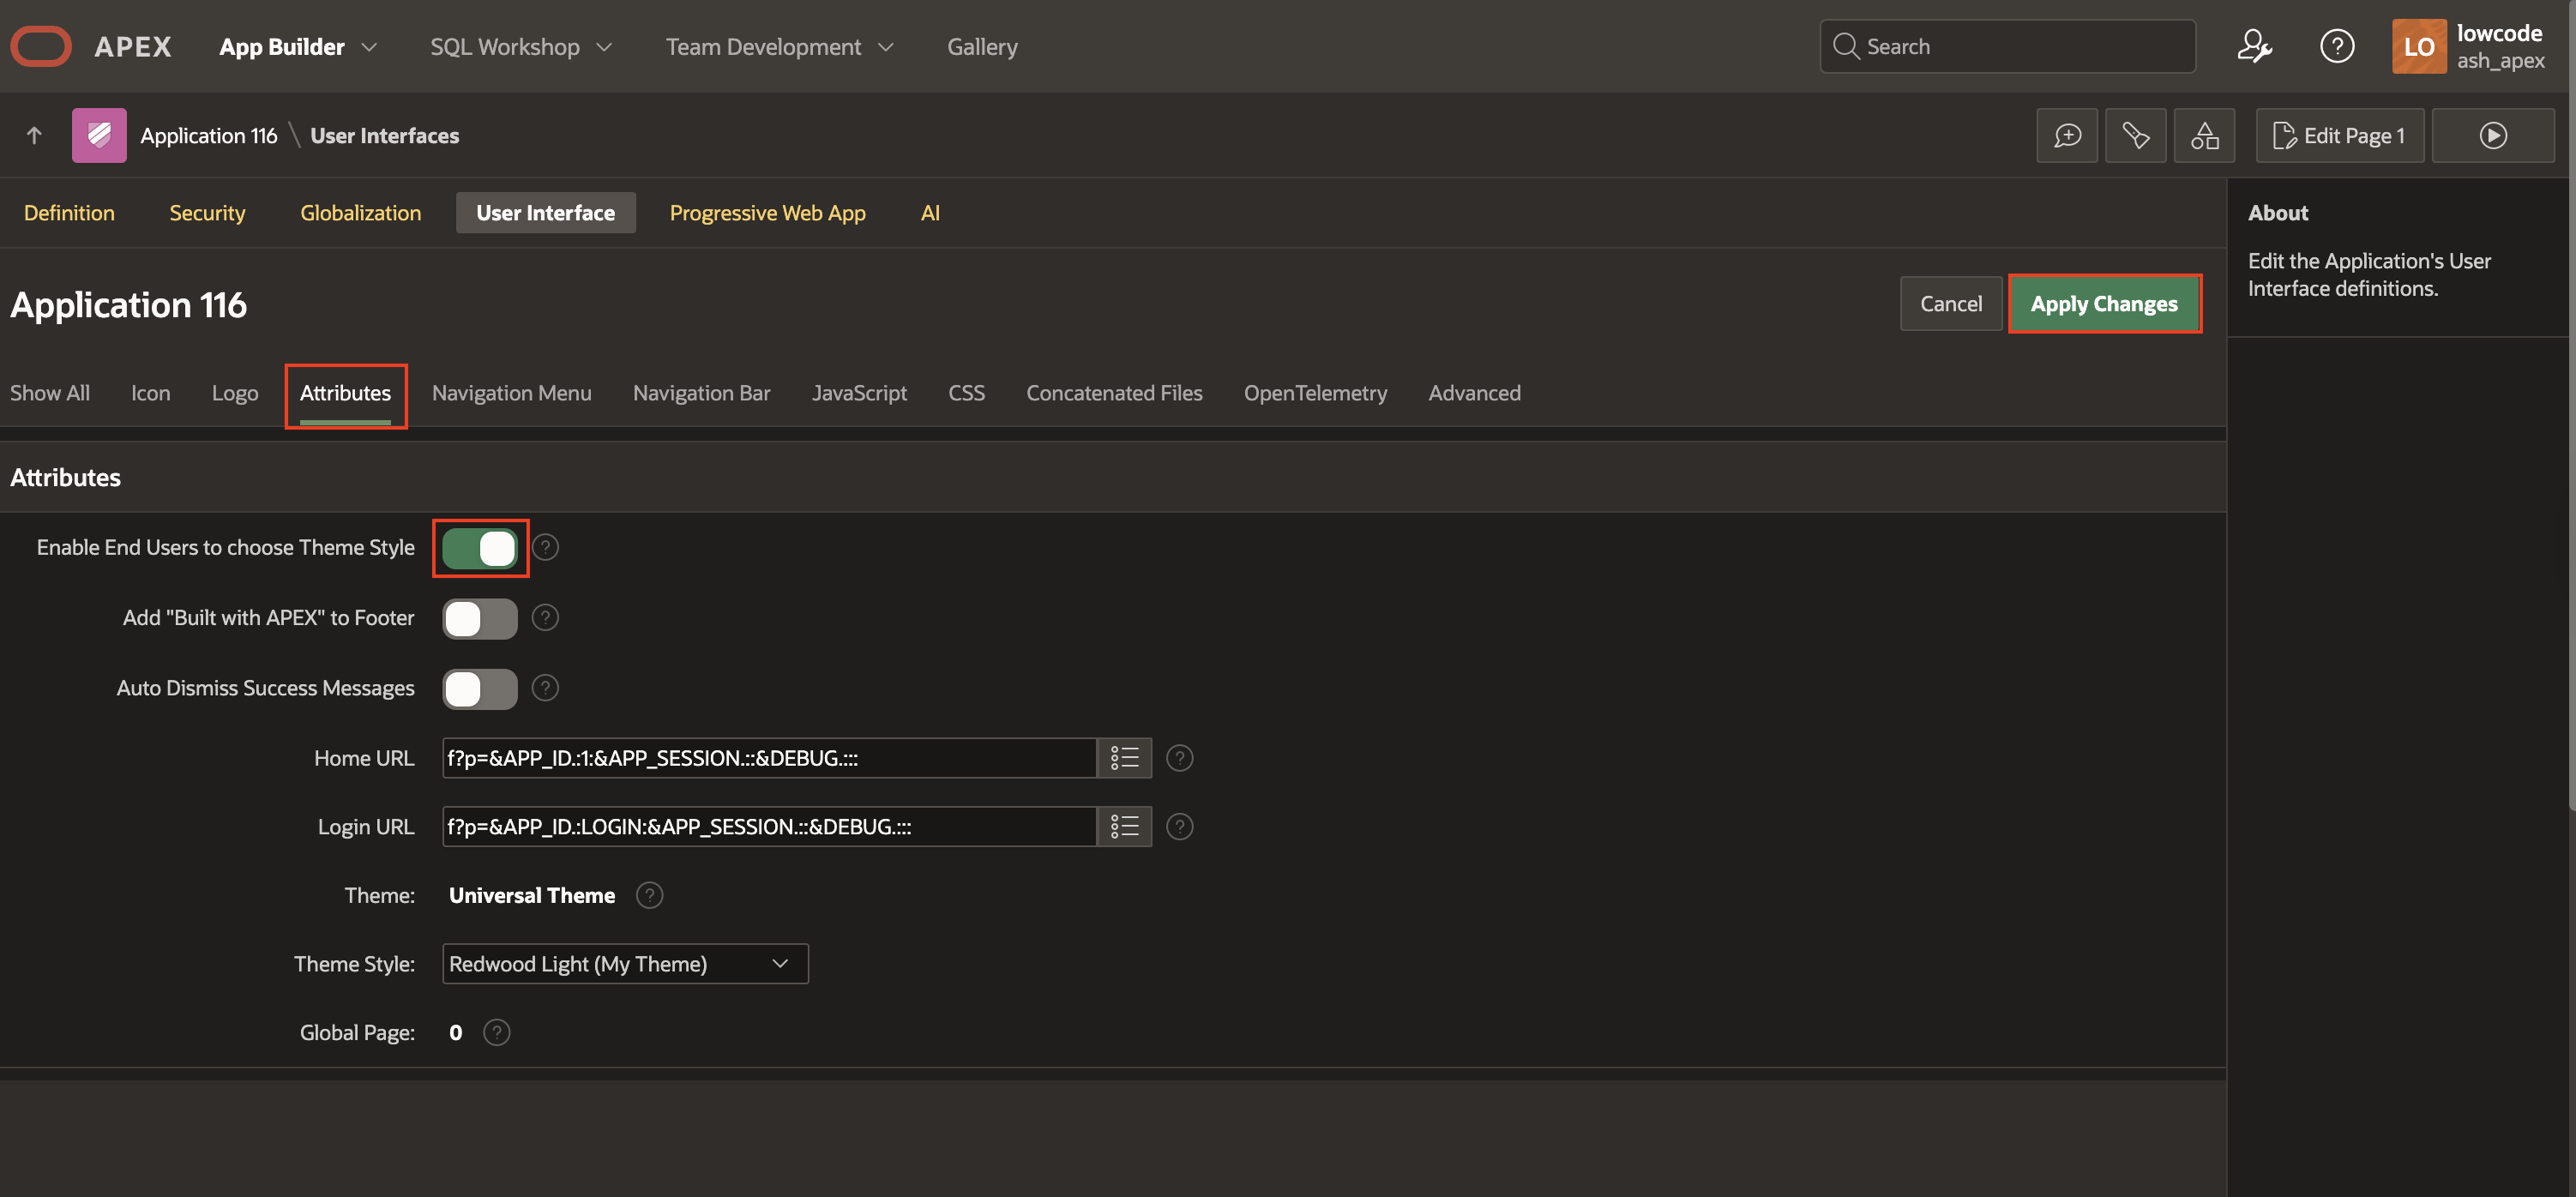 APEX App Builder SQL Workshop Team Development Gallery Search LO lowcode
ash_apex
Application 116 \ User Interfaces Edit Page 1
Definition Security Globalization User Interface Progressive Web App AI
About
Edit the Application's User
Interface definitions.
Application 116 Cancel Apply Changes
Show All Icon Logo Attributes Navigation Menu Navigation Bar JavaScript CSS Concatenated Files OpenTelemetry Advanced
Attributes
Enable End Users to choose Theme Style
Add "Built with APEX" to Footer
Auto Dismiss Success Messages
Home URL f?p=&APP_ID.:1:&APP_SESSION.::&DEBUG.:::
Login URL f?p=&APP_ID.:LOGIN:&APP_SESSION.::&DEBUG.:::
Theme: Universal Theme
Theme Style: Redwood Light (My Theme)
Global Page: 0